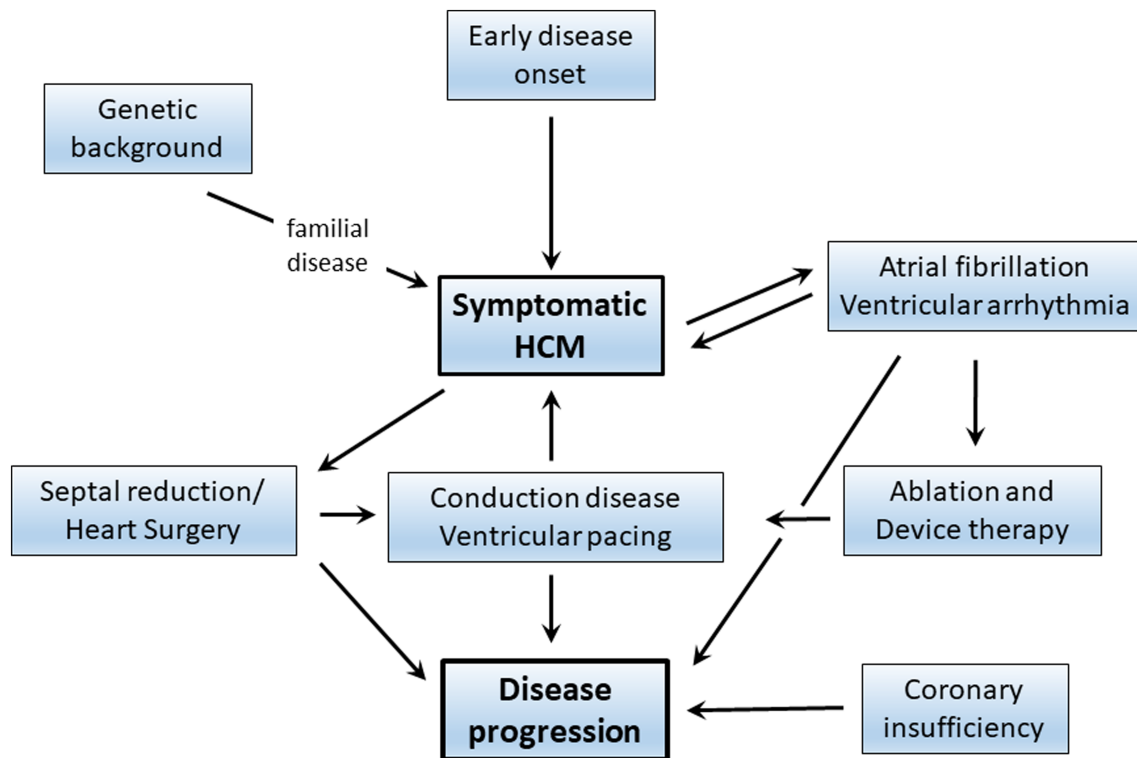 Early disease
onset
Genetic
background
familial
disease
Atrial fibrillation
Ventricular arrhythmia
Symptomatic
HCM
Septal reduction/
Heart Surgery
Conduction disease
Ventricular pacing
Ablation and
Device therapy
Disease
progression
Coronary
insufficiency